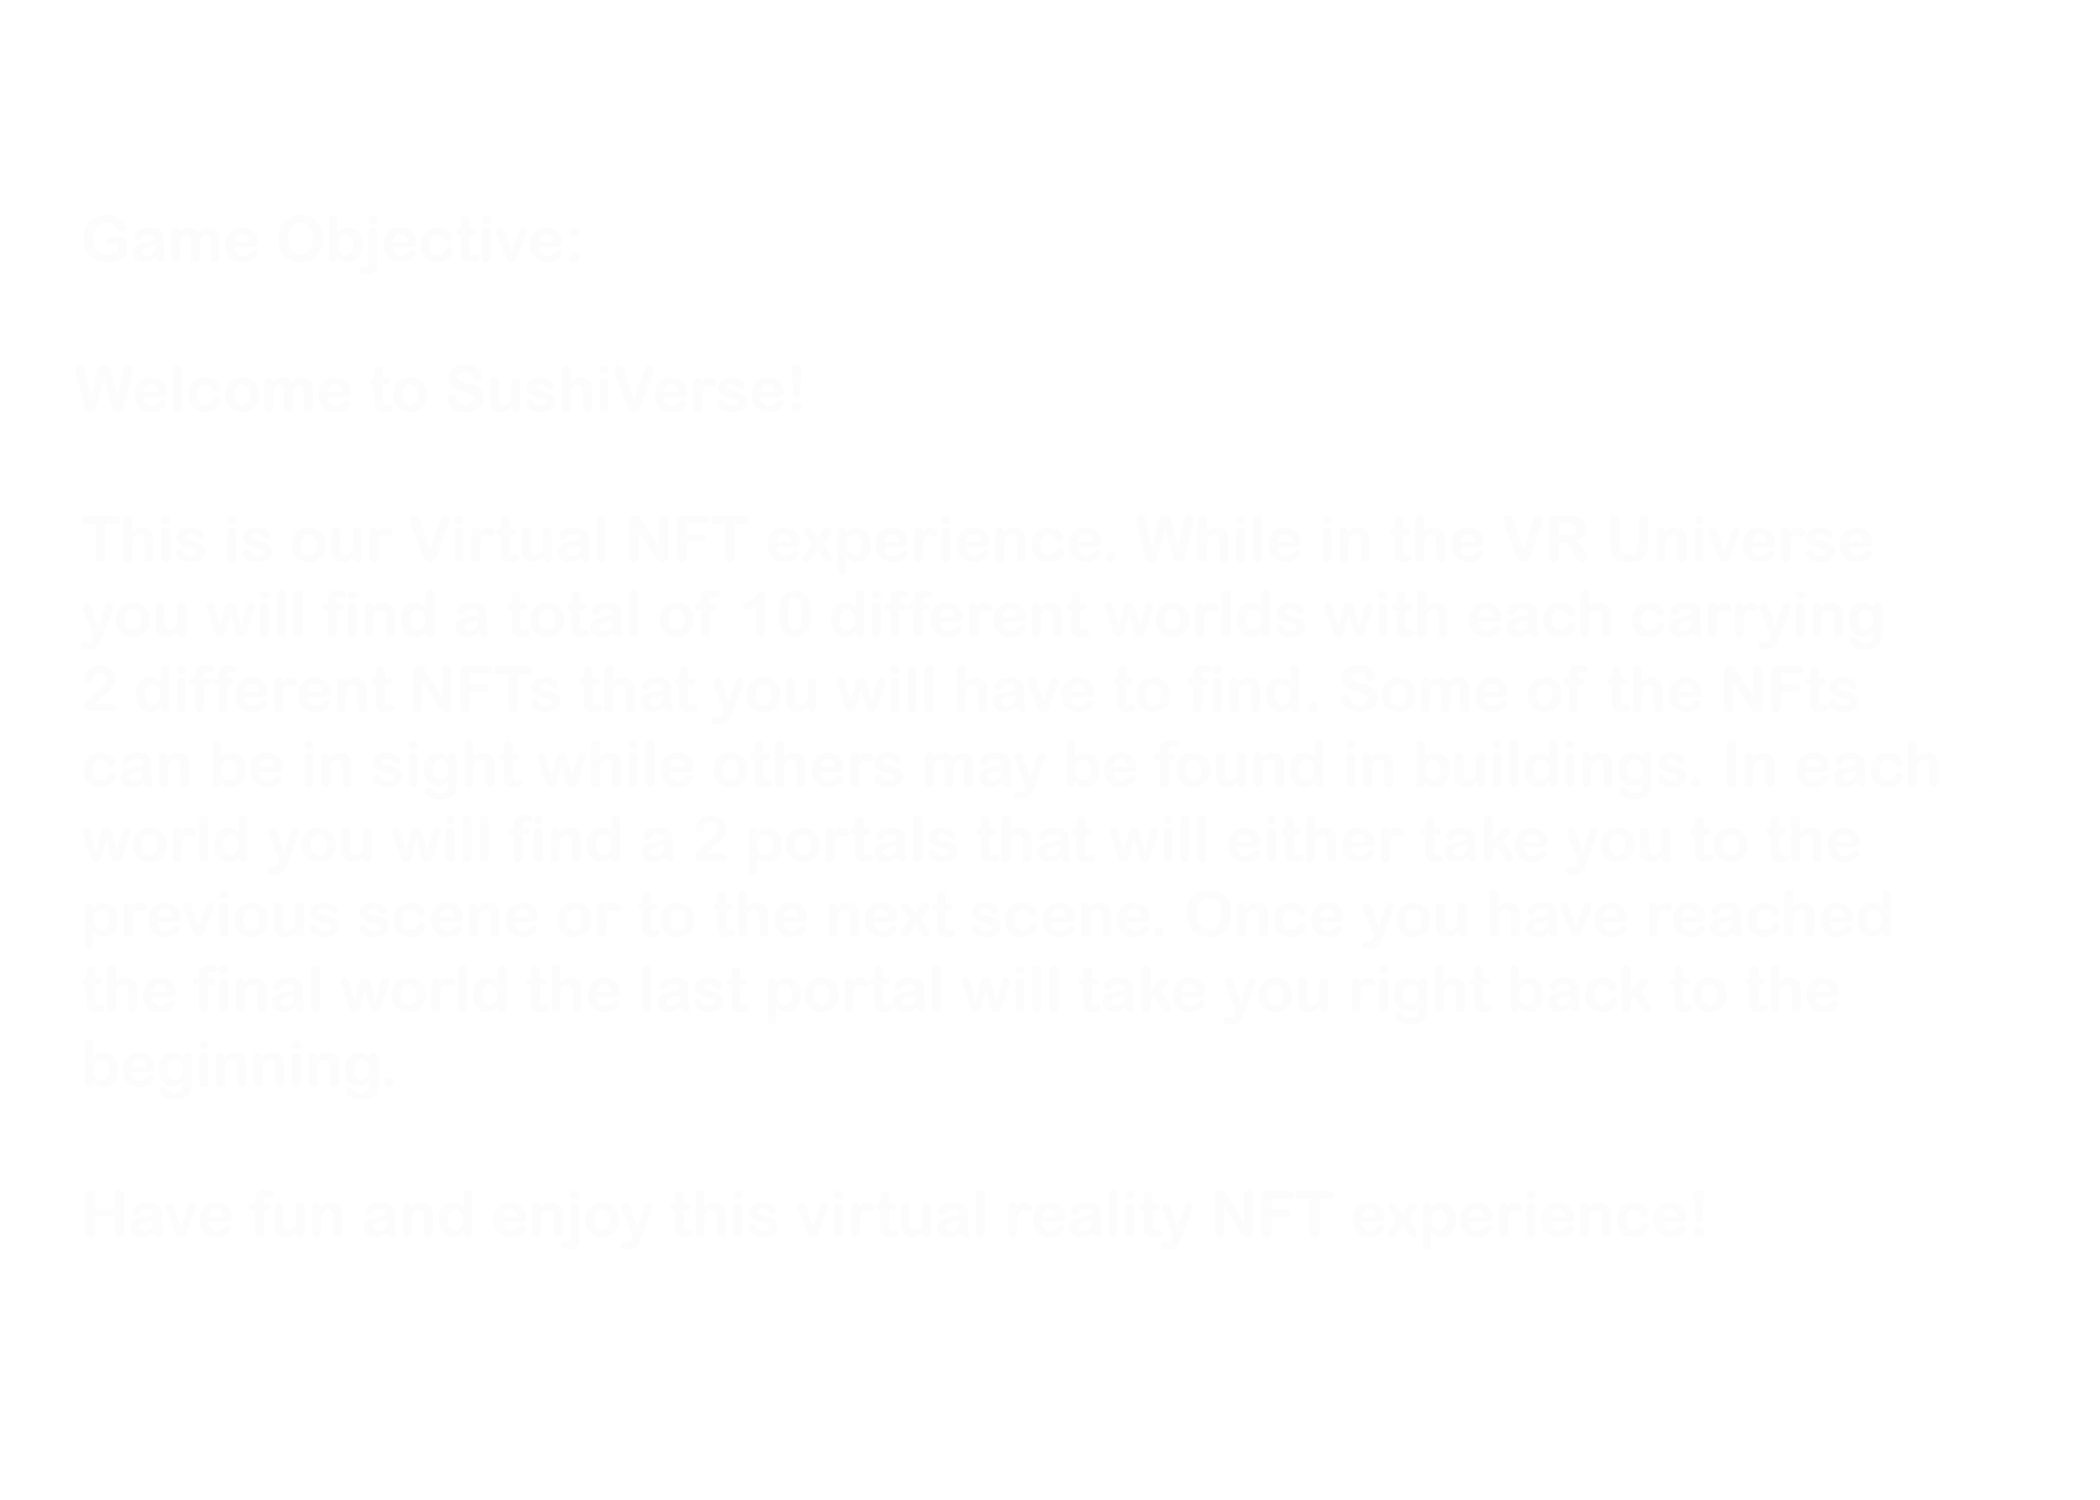 Game Objective:
Welcome to SushiVerse!
This is our Virtual NFT experience. While in the VR Universe
you will find a total of 10 different worlds with each carrying
2 different NFTs that you will have to find. Some of the NFts
can be in sight while others may be found in buildings. In each
world you will find a 2 portals that will either take you to the
previous scene or to the next scene. Once you have reached
the final world the last portal will take you right back to the
beginning.
Have fun and enjoy this virtual reality NFT experience!